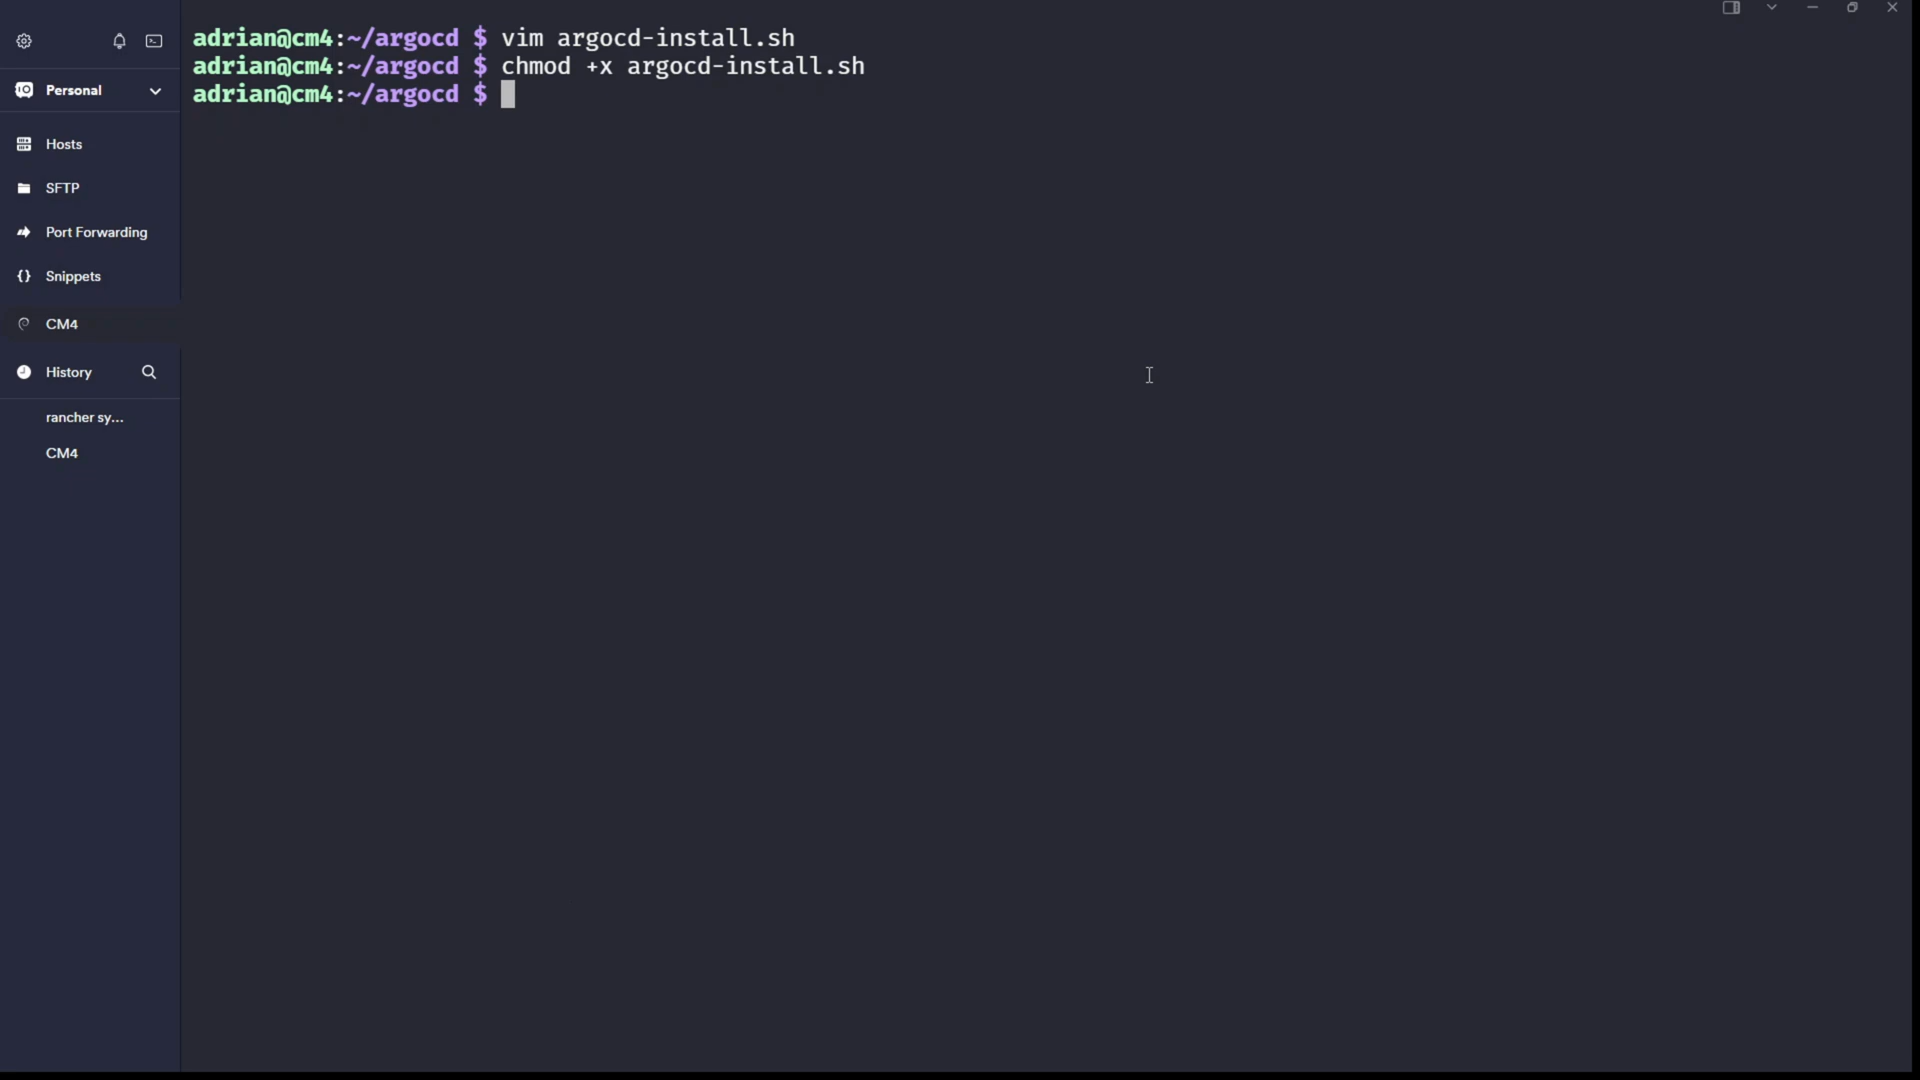 Personal
Hosts
SFTP
Port Forwarding
Snippets
CM4
History
rancher sy...
CM4
adrian@cm4:~/argocd $ vim argocd-install.sh
adrian@cm4:~/argocd $ chmod +x argocd-install.sh
adrian@cm4:~/argocd $